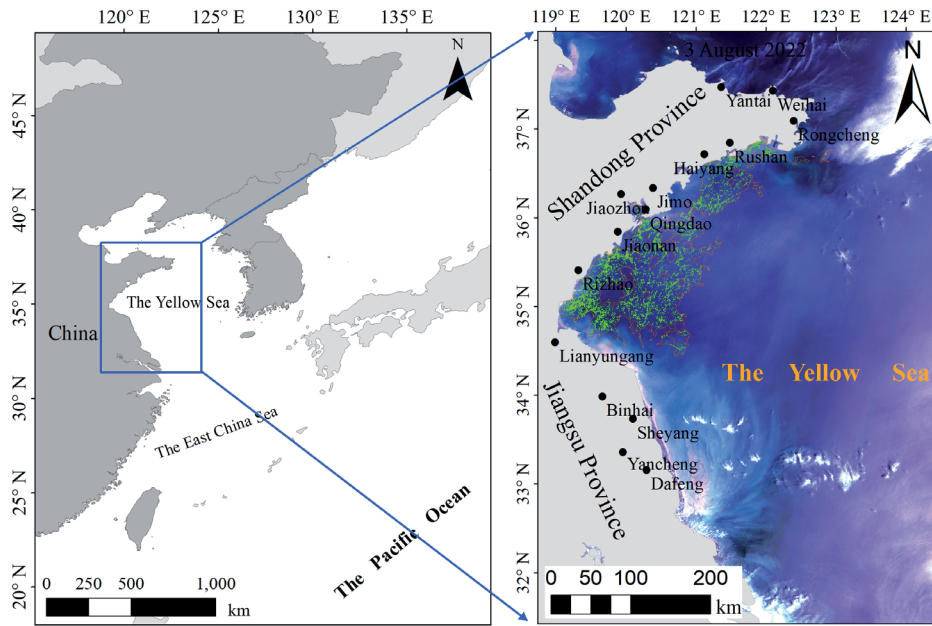 120° E 125° E 130° E 135° E
45° N
40° N
35° N
30° N
25° N
20° N
N
The Yellow Sea
China
The East China Sea
The Pacific Ocean
0 250 500 1,000
km
119° E 120° E 121° E 122° E 123° E 124° E
37° N
36° N
35° N
34° N
33° N
32° N
3 August 2022
N
Yantai
Weihai
Rongcheng
Shandong Province
Rushan
Haiyang
Jimo
Jiaozhou
Qingdao
Jiaonan
Rizhao
Lianyungang
The Yellow Sea
Jiangsu Province
Binhai
Sheyang
Yancheng
Dafeng
0 50 100 200
km